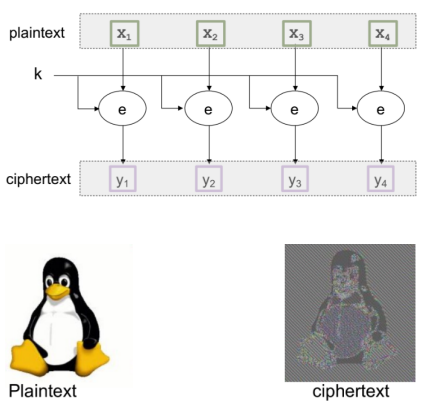 plaintext x₁ x₂ x₃ x₄
k
e e e e
ciphertext y₁ y₂ y₃ y₄
Plaintext ciphertext